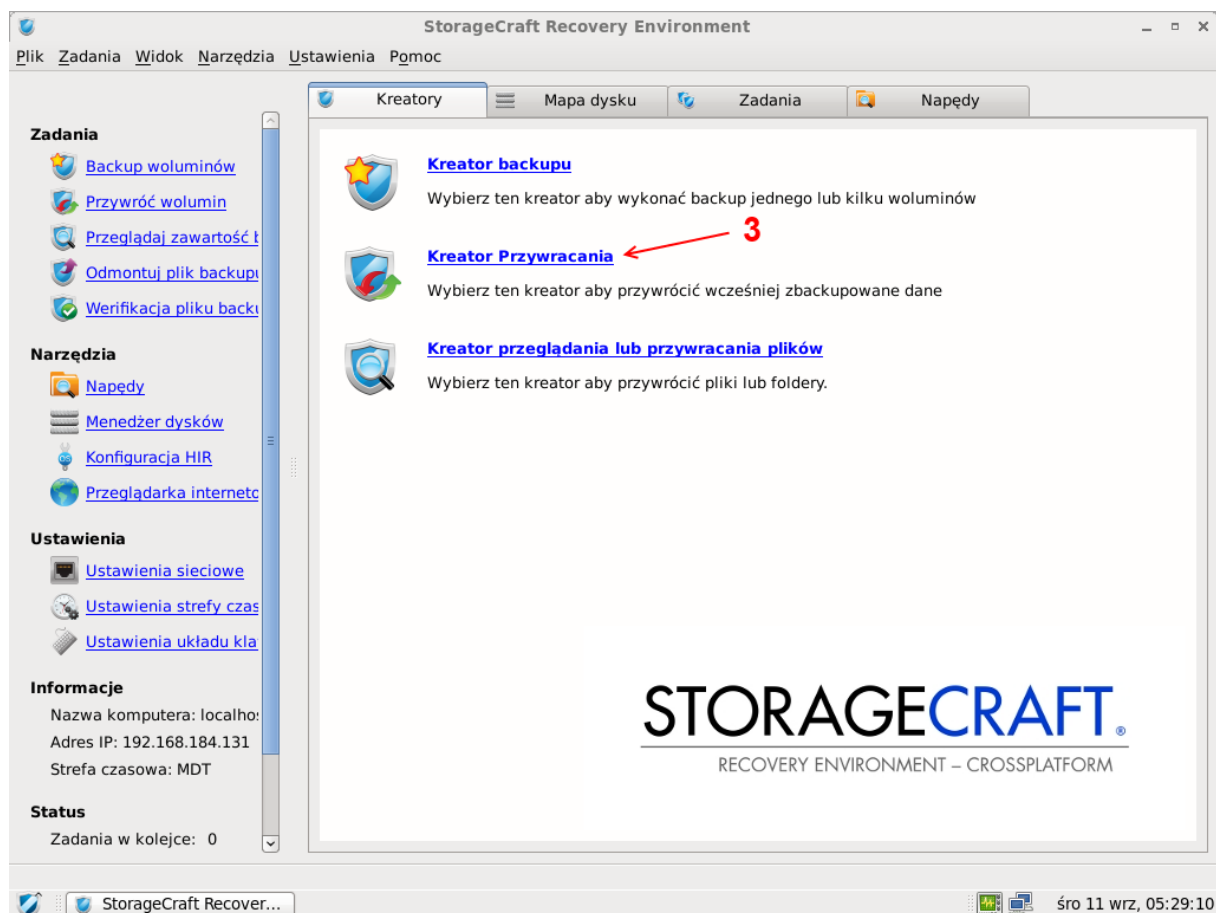 StorageCraft Recovery Environment
Plik Zadania Widok Narzędzia Ustawienia Pomoc
Kreatory Mapa dysku Zadania Napędy
Zadania
Backup woluminów
Przywróć wolumin
Przeglądaj zawartość
Odmontuj plik backupu
Werifikacja pliku backu
Narzędzia
Napędy
Menedżer dysków
Konfiguracja HIR
Przeglądarka interneto
Ustawienia
Ustawienia sieciowe
Ustawienia strefy czas
Ustawienia układu kla
Informacje
Nazwa komputera: localhos
Adres IP: 192.168.184.131
Strefa czasowa: MDT
Status
Zadania w kolejce: 0
Kreator backupu
Wybierz ten kreator aby wykonać backup jednego lub kilku woluminów
3
Kreator Przywracania
Wybierz ten kreator aby przywrócić wcześniej zbackupowane dane
Kreator przeglądania lub przywracania plików
Wybierz ten kreator aby przywrócić pliki lub foldery.
STORAGECRAFT®
RECOVERY ENVIRONMENT – CROSSPLATFORM
StorageCraft Recover...
śro 11 wrz, 05:29:10